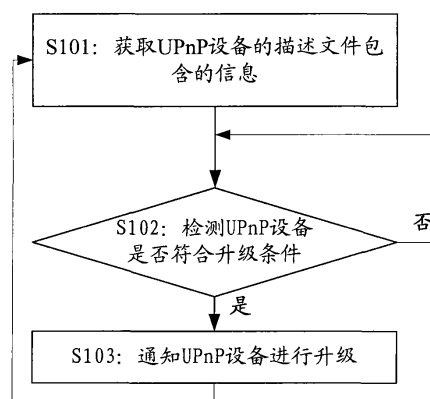 S101: 获取UPnP设备的描述文件包
含的信息
S102: 检测UPnP设备
是否符合升级条件
否
是
S103: 通知UPnP设备进行升级